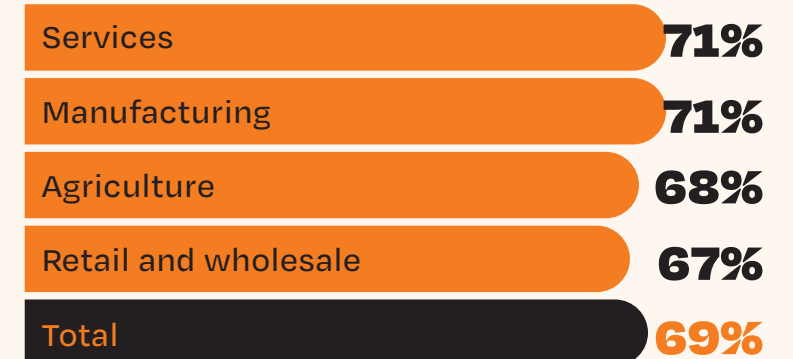 Services 71%
Manufacturing 71%
Agriculture 68%
Retail and wholesale 67%
Total 69%